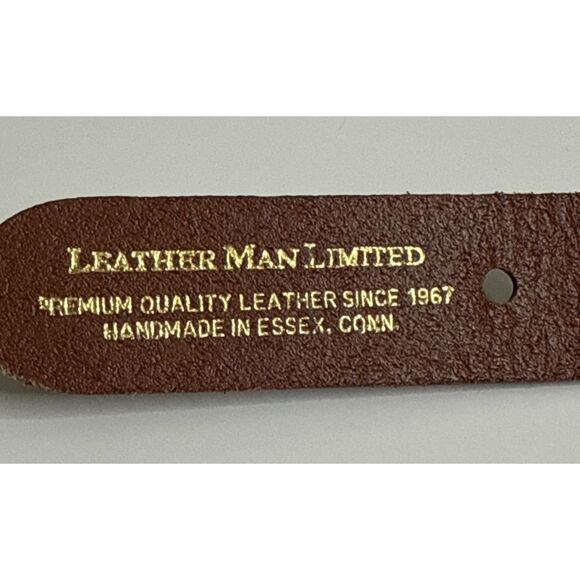 LEATHER MAN LIMITED
PREMIUM QUALITY LEATHER SINCE 1967
HANDMADE IN ESSEX, CONN.